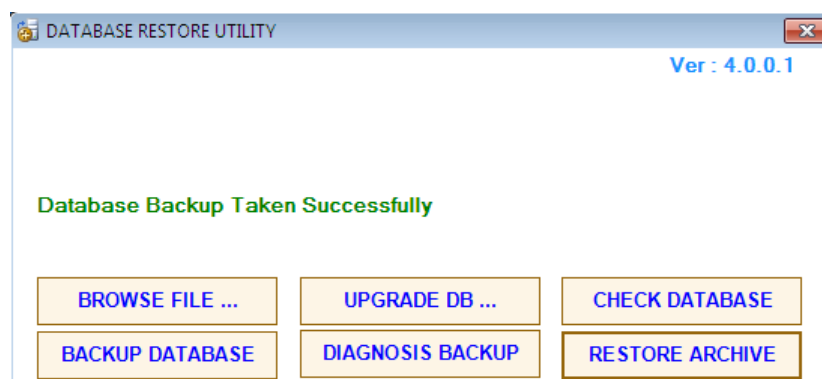 DATABASE RESTORE UTILITY
Ver : 4.0.0.1
Database Backup Taken Successfully
BROWSE FILE ... UPGRADE DB ... CHECK DATABASE
BACKUP DATABASE DIAGNOSIS BACKUP RESTORE ARCHIVE